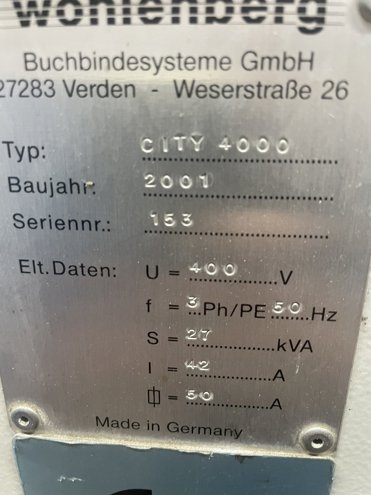 wohlenberg
Buchbindesysteme GmbH
27283 Verden - Weserstraße 26
Typ: CITY 4000
Baujahr: 2001
Seriennr.: 153
Elt.Daten: U = 400 V
f = 3 Ph/PE 50 Hz
S = 27 kVA
I = 42 A
= 50 A
Made in Germany